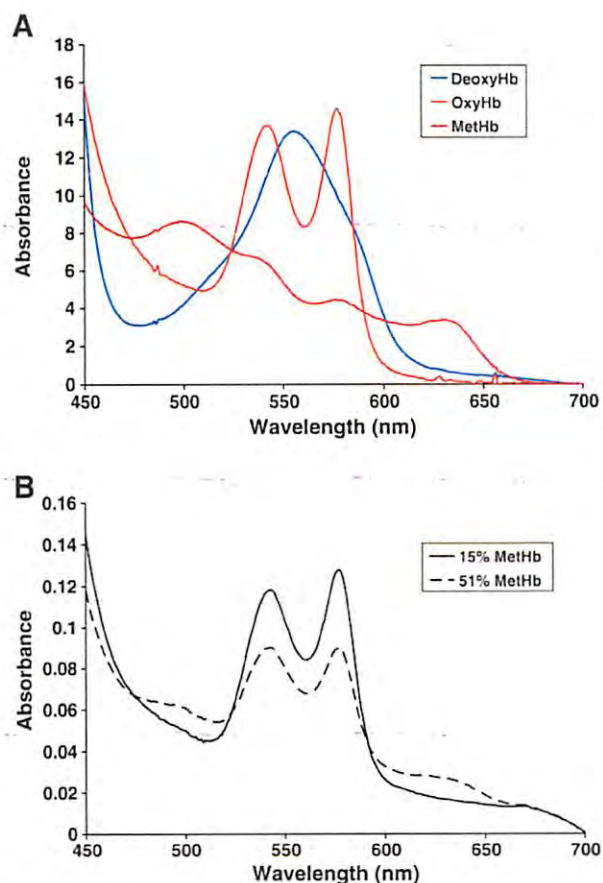 A
18
16
14
12
10
8
6
4
2
0
Absorbance
DeoxyHb
OxyHb
MetHb
450 500 550 600 650 700
Wavelength (nm)
B
0.16
0.14
0.12
0.1
0.08
0.06
0.04
0.02
0
Absorbance
15% MetHb
51% MetHb
450 500 550 600 650 700
Wavelength (nm)